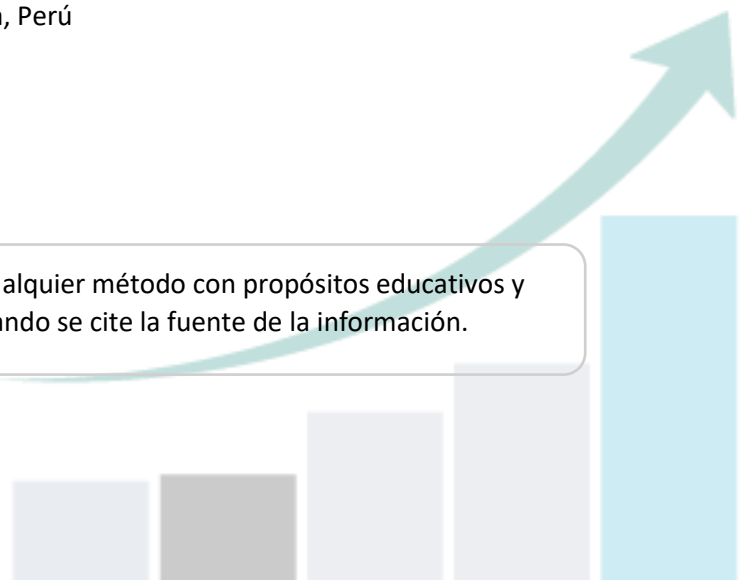 , Perú
alquier método con propósitos educativos y
ando se cite la fuente de la información.